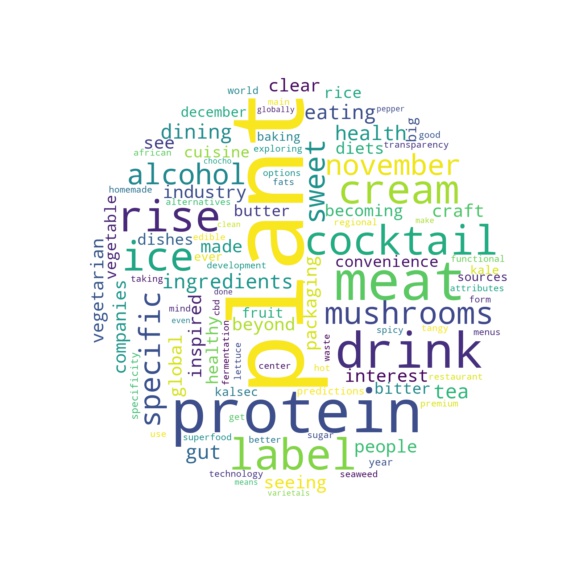 clear
world
rice
main
globally
december
eating
pepper
big
good
dining
baking
health
see
transparency
african
cuisine
exploring
diets
plant
sweet
november
chocho
options
alcohol
fats
cream
homemade
industry
alternatives
vegetable
butter
becoming
craft
rise
clean
regional
make
edible
cocktail
functional
dishes
ever
made
convenience
kale
vegetarian
ice
development
meat
sources
taking
ingredients
attributes
companies
packaging
form
specific
inspired
mind
cbd
done
fruit
mushrooms
global
healthy
even
fermentation
beyond
spicy
tangy
menus
lettuce
waste
drink
center
hot
interest
restaurant
specificity
kalsec
predictions
bitter
tea
protein
premium
use
get
superfood
better
sugar
label
people
gut
year
technology
seaweed
means
seeing
varietals